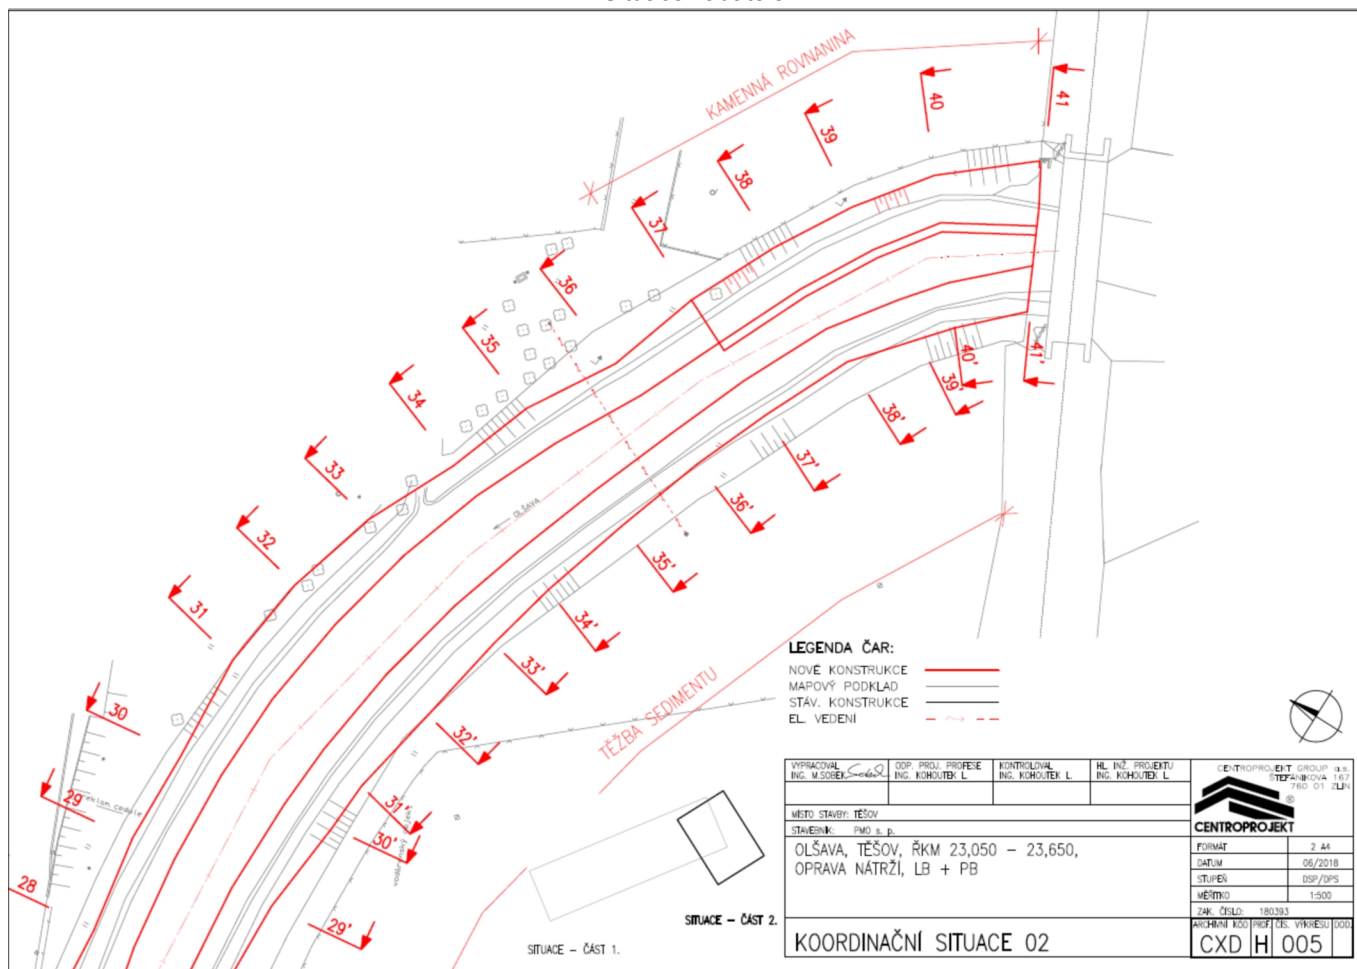 KAMENNÁ ROVNANINA
41
40
39
38
37
36
35
34
33
32
31
30
29
28
OLŠAVA
41'
40'
39'
38'
37'
36'
35'
34'
33'
32'
31'
30'
29'
TĚŽBA SEDIMENTU
reklam. cedule
LEGENDA ČAR:
NOVÉ KONSTRUKCE
MAPOVÝ PODKLAD
STÁV. KONSTRUKCE
EL. VEDENÍ
SITUACE – ČÁST 1.
SITUACE – ČÁST 2.
VYPRACOVAL
ING. M.SOBEK
ODP. PROJ. PROFESE
ING. KOHOUTEK L.
KONTROLOVAL
ING. KOHOUTEK L.
HL. INŽ. PROJEKTU
ING. KOHOUTEK L.
CENTROPROJEKT GROUP a.s.
ŠTEFÁNIKOVA 167
760 01 ZLÍN
®
CENTROPROJEKT
MÍSTO STAVBY: TĚŠOV
STAVEBNÍK: PMO s. p.
OLŠAVA, TĚŠOV, ŘKM 23,050 – 23,650,
OPRAVA NÁTRŽÍ, LB + PB
FORMÁT 2 A4
DATUM 06/2018
STUPEŇ DSP/DPS
MĚŘÍTKO 1:500
ZAK. ČÍSLO: 180393
KOORDINAČNÍ SITUACE 02
ARCHIVNÍ KÓD PROF. ČÍS. VÝKRESU DOD.
CXD H 005